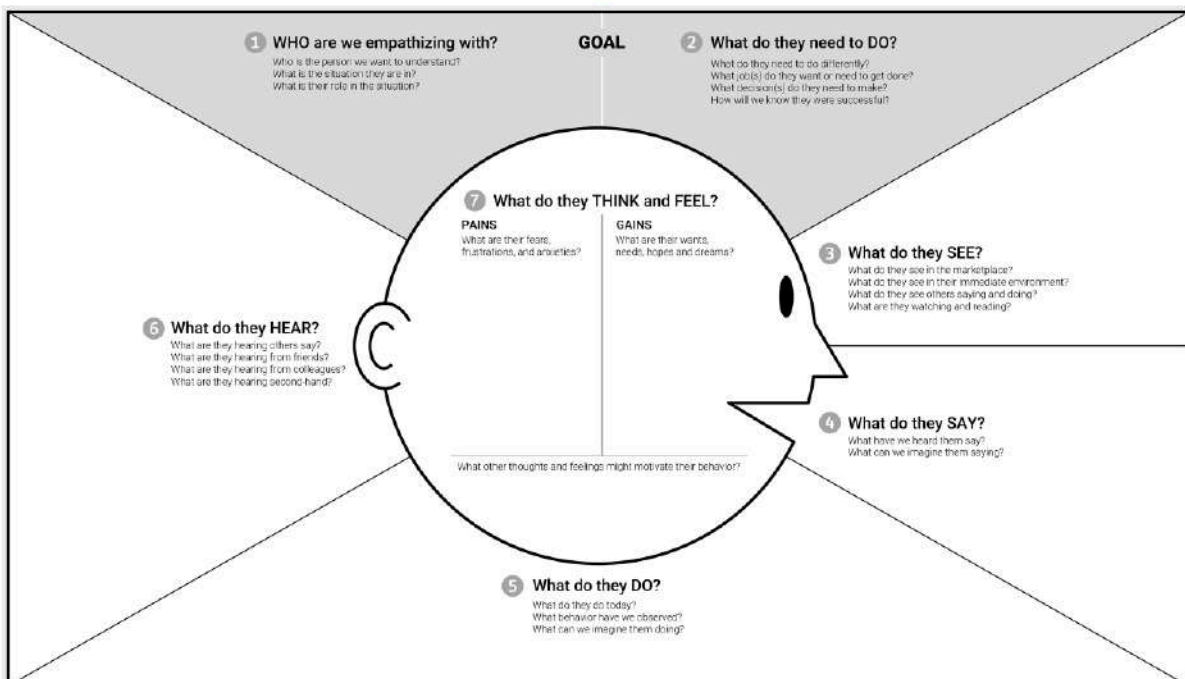 GOAL
1 WHO are we empathizing with?
Who is the person we want to understand?
What is the situation they are in?
What is their role in the situation?
2 What do they need to DO?
What do they need to do differently?
What job(s) do they want or need to get done?
What decision(s) do they need to make?
How will we know they were successful?
3 What do they SEE?
What do they see in the marketplace?
What do they see in their immediate environment?
What do they see others saying and doing?
What are they watching and reading?
4 What do they SAY?
What have we heard them say?
What can we imagine them saying?
5 What do they DO?
What do they do today?
What behavior have we observed?
What can we imagine them doing?
6 What do they HEAR?
What are they hearing others say?
What are they hearing from friends?
What are they hearing from colleagues?
What are they hearing second-hand?
7 What do they THINK and FEEL?
PAINS
What are their fears,
frustrations, and anxieties?
GAINS
What are their wants,
needs, hopes and dreams?
What other thoughts and feelings might motivate their behavior?